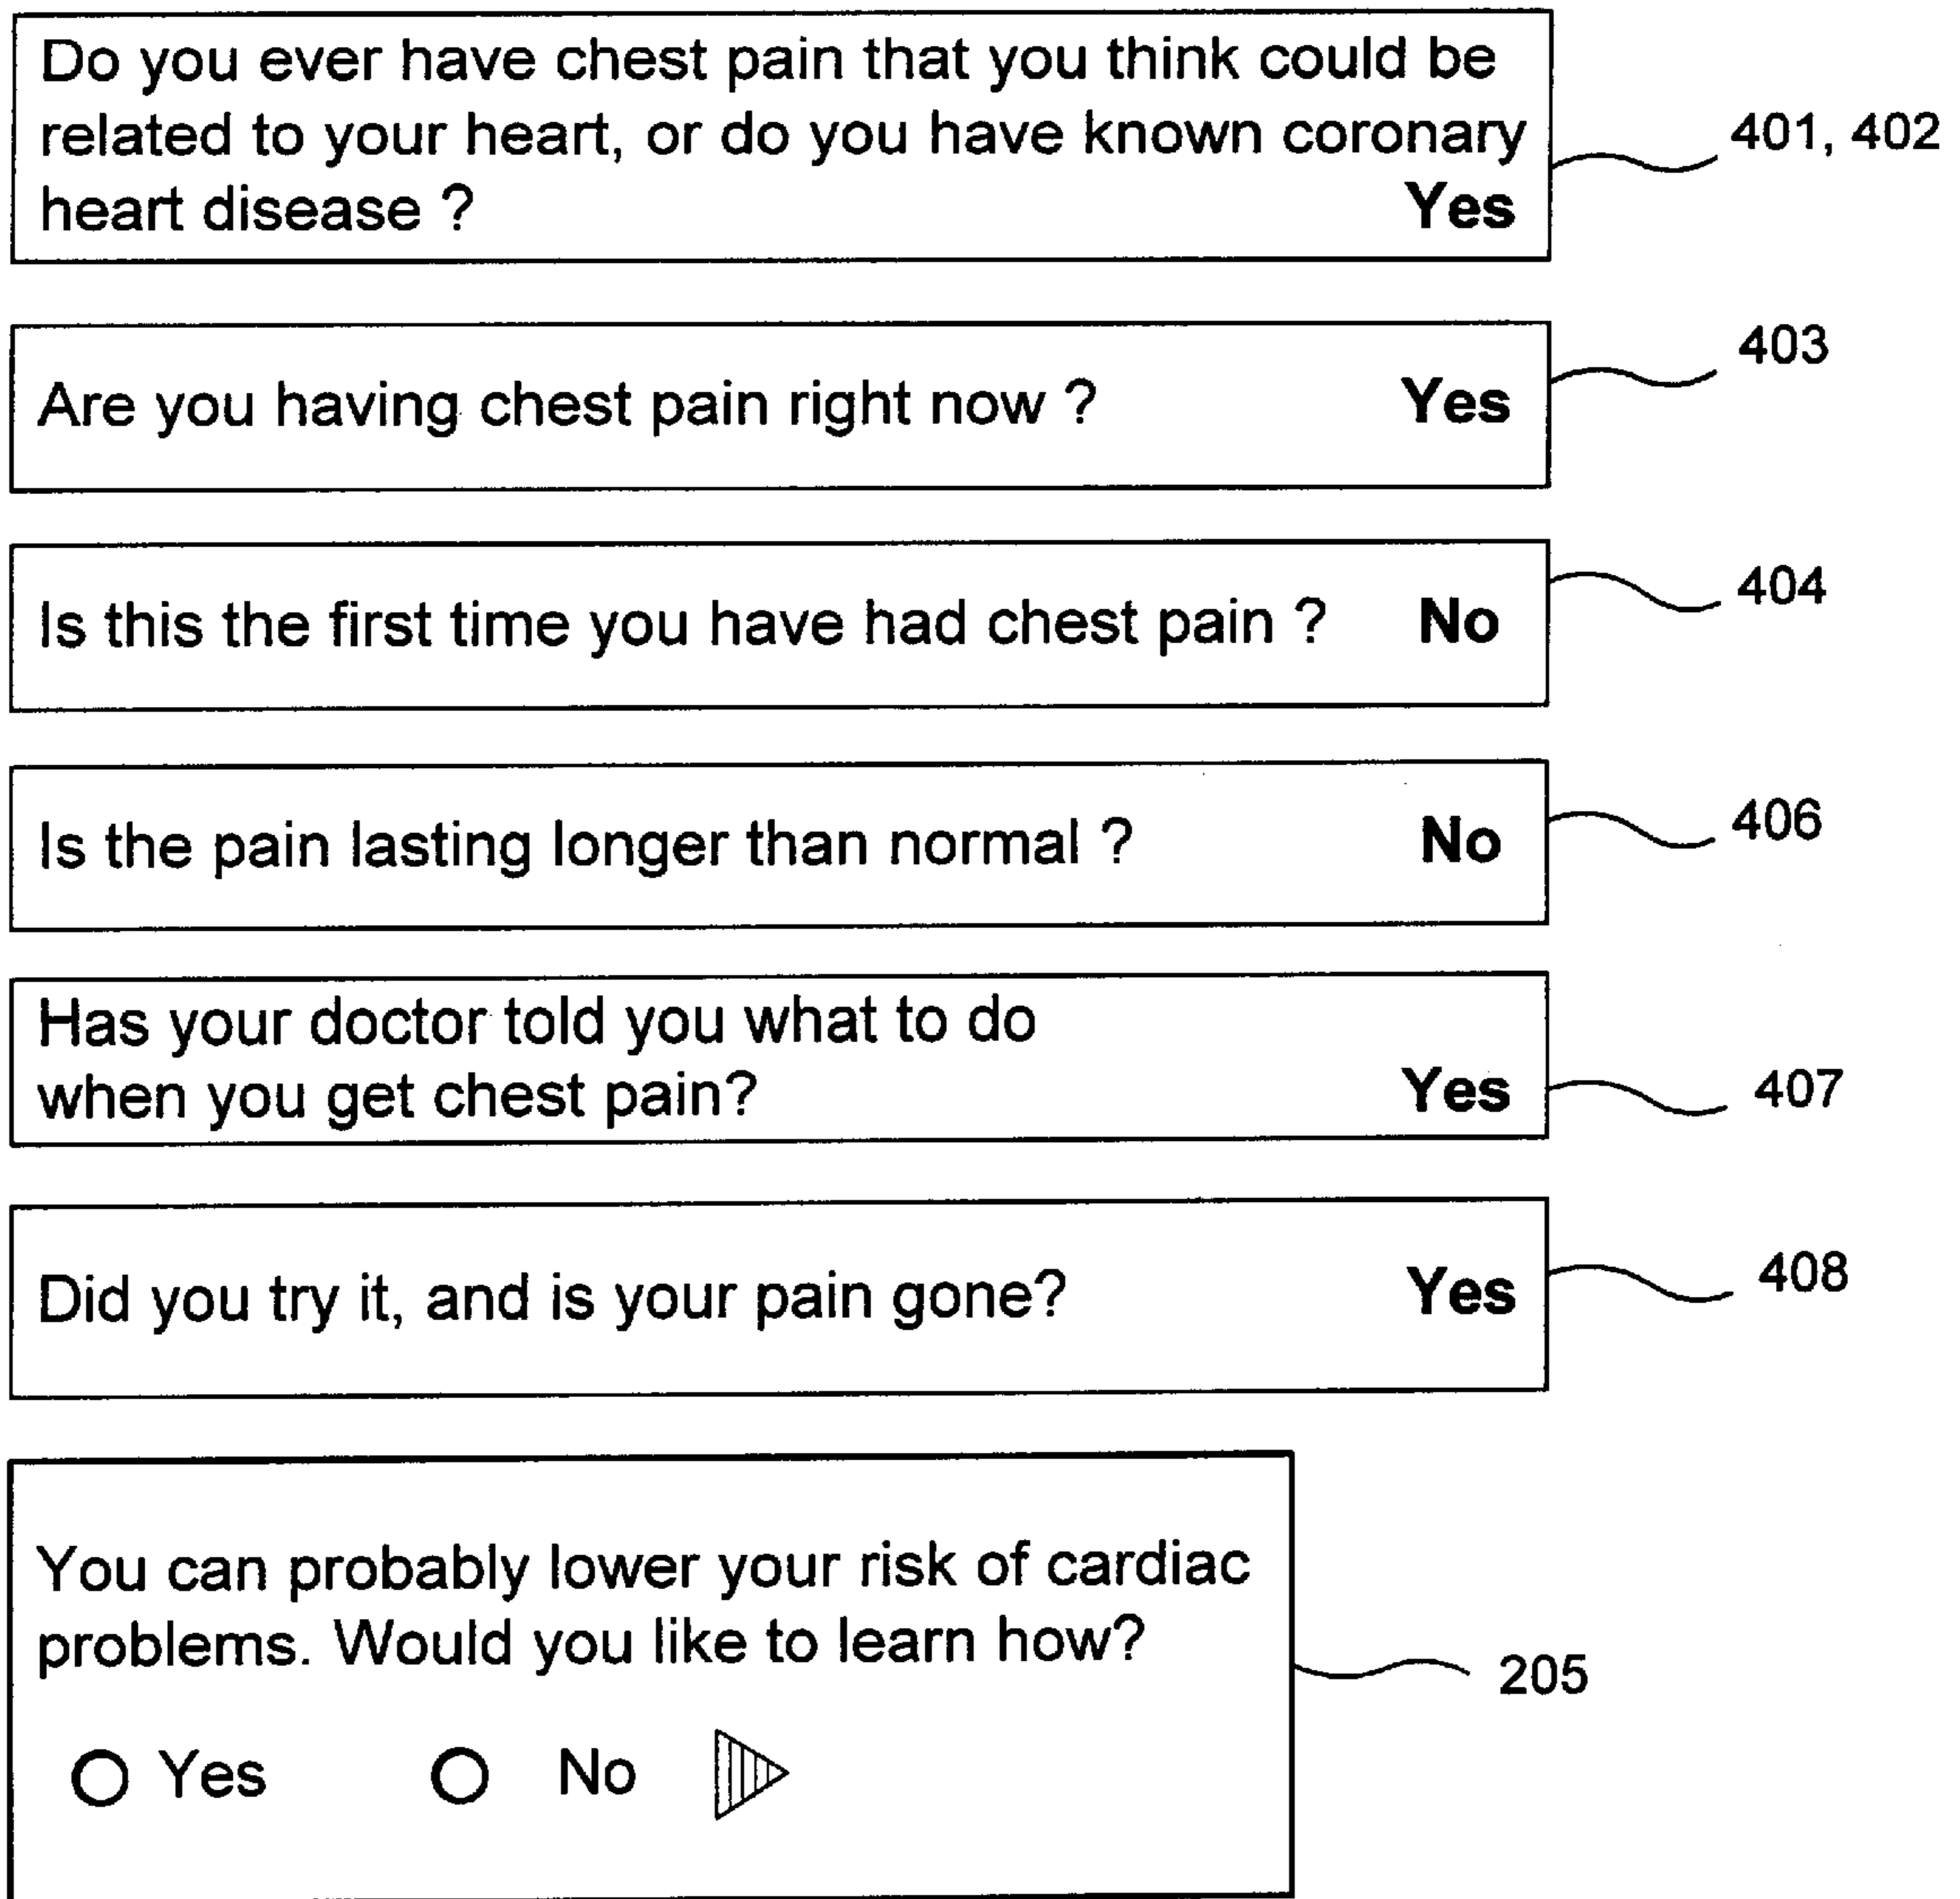 Do you ever have chest pain that you think could be
related to your heart, or do you have known coronary
heart disease ? Yes
401, 402
Are you having chest pain right now ? Yes
403
Is this the first time you have had chest pain ? No
404
Is the pain lasting longer than normal ? No
406
Has your doctor told you what to do
when you get chest pain? Yes
407
Did you try it, and is your pain gone? Yes
408
You can probably lower your risk of cardiac
problems. Would you like to learn how?
205
Yes No